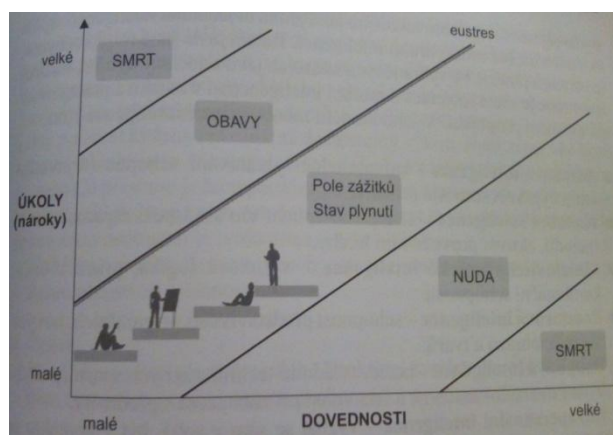 eustres
velké
SMRT
OBAVY
ÚKOLY
(nároky)
Pole zážitků
Stav plynutí
NUDA
SMRT
malé
malé
DOVEDNOSTI
velké